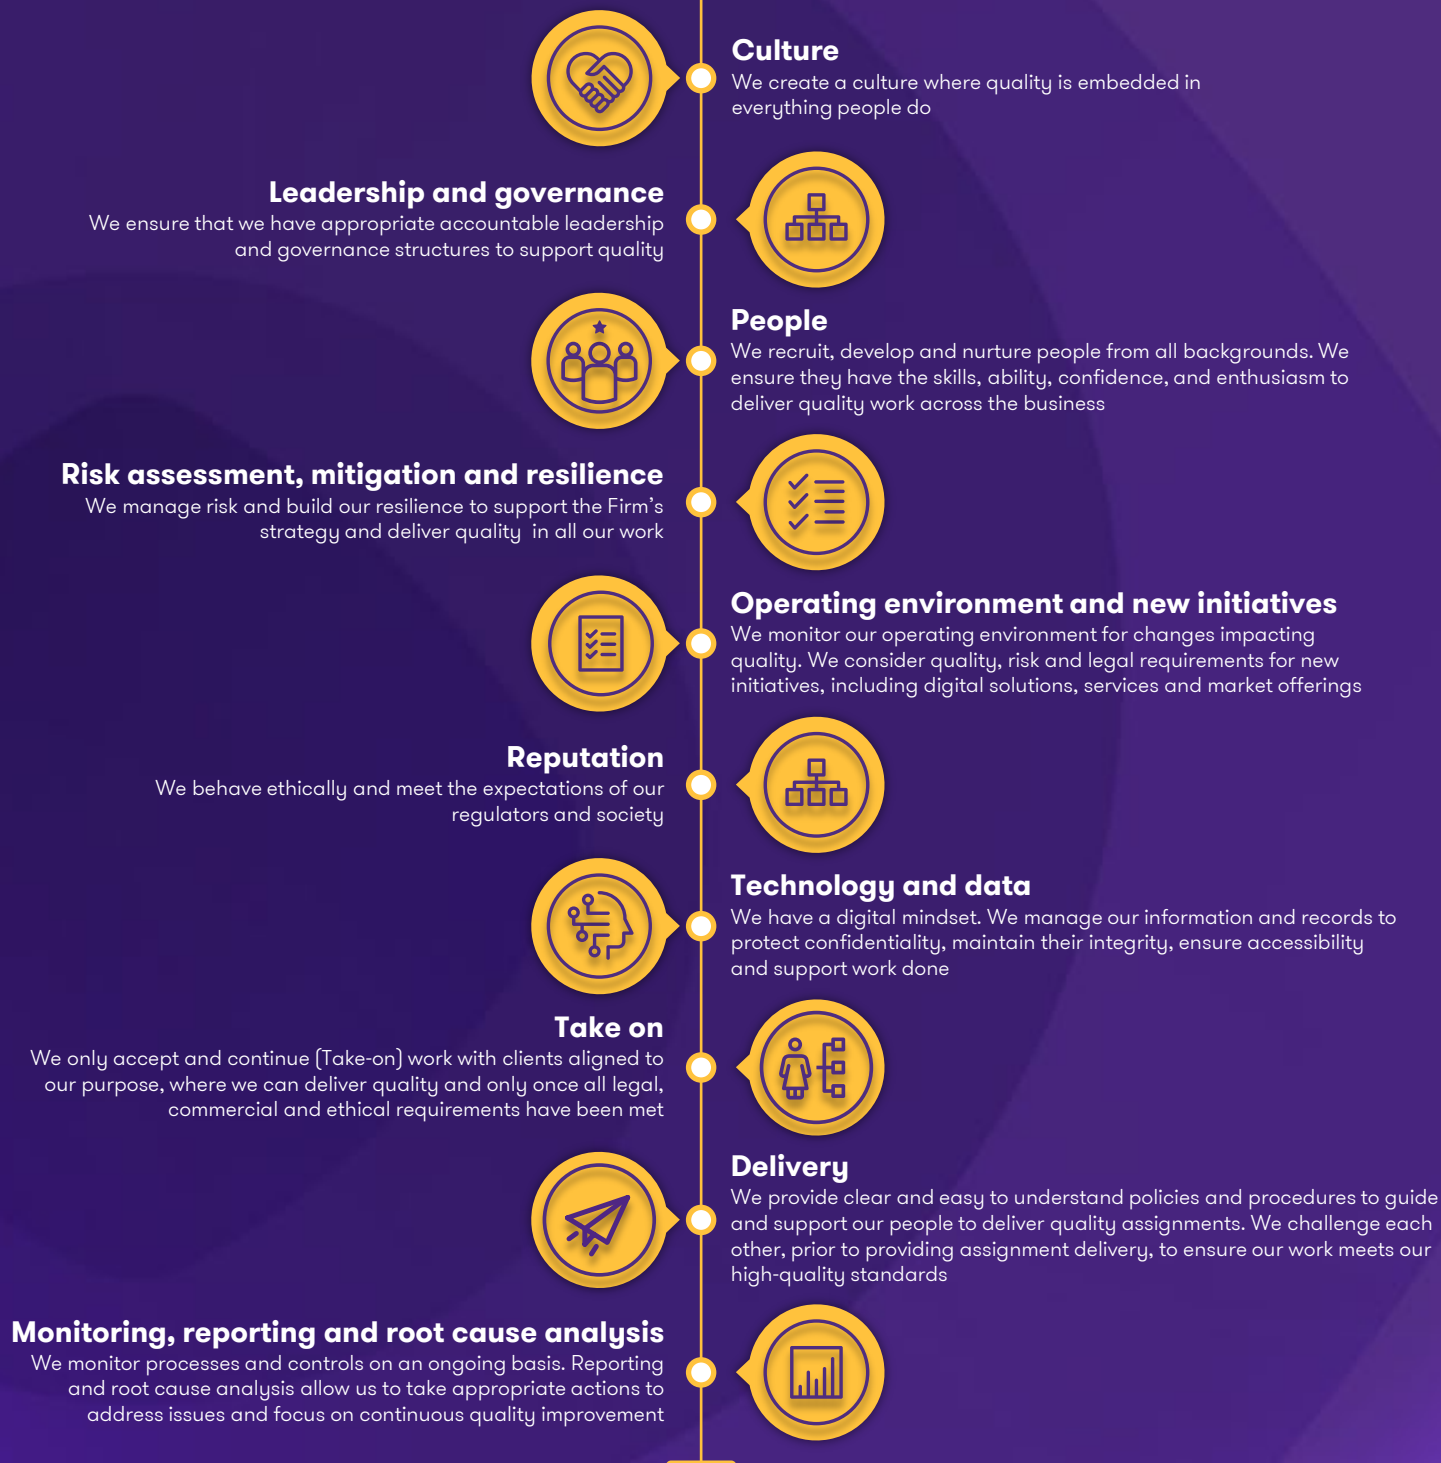 Culture
We create a culture where quality is embedded in
everything people do
Leadership and governance
We ensure that we have appropriate accountable leadership
and governance structures to support quality
People
We recruit, develop and nurture people from all backgrounds. We
ensure they have the skills, ability, confidence, and enthusiasm to
deliver quality work across the business
Risk assessment, mitigation and resilience
We manage risk and build our resilience to support the Firm’s
strategy and deliver quality in all our work
Operating environment and new initiatives
We monitor our operating environment for changes impacting
quality. We consider quality, risk and legal requirements for new
initiatives, including digital solutions, services and market offerings
Reputation
We behave ethically and meet the expectations of our
regulators and society
Technology and data
We have a digital mindset. We manage our information and records to
protect confidentiality, maintain their integrity, ensure accessibility
and support work done
Take on
We only accept and continue (Take-on) work with clients aligned to
our purpose, where we can deliver quality and only once all legal,
commercial and ethical requirements have been met
Delivery
We provide clear and easy to understand policies and procedures to guide
and support our people to deliver quality assignments. We challenge each
other, prior to providing assignment delivery, to ensure our work meets our
high-quality standards
Monitoring, reporting and root cause analysis
We monitor processes and controls on an ongoing basis. Reporting
and root cause analysis allow us to take appropriate actions to
address issues and focus on continuous quality improvement